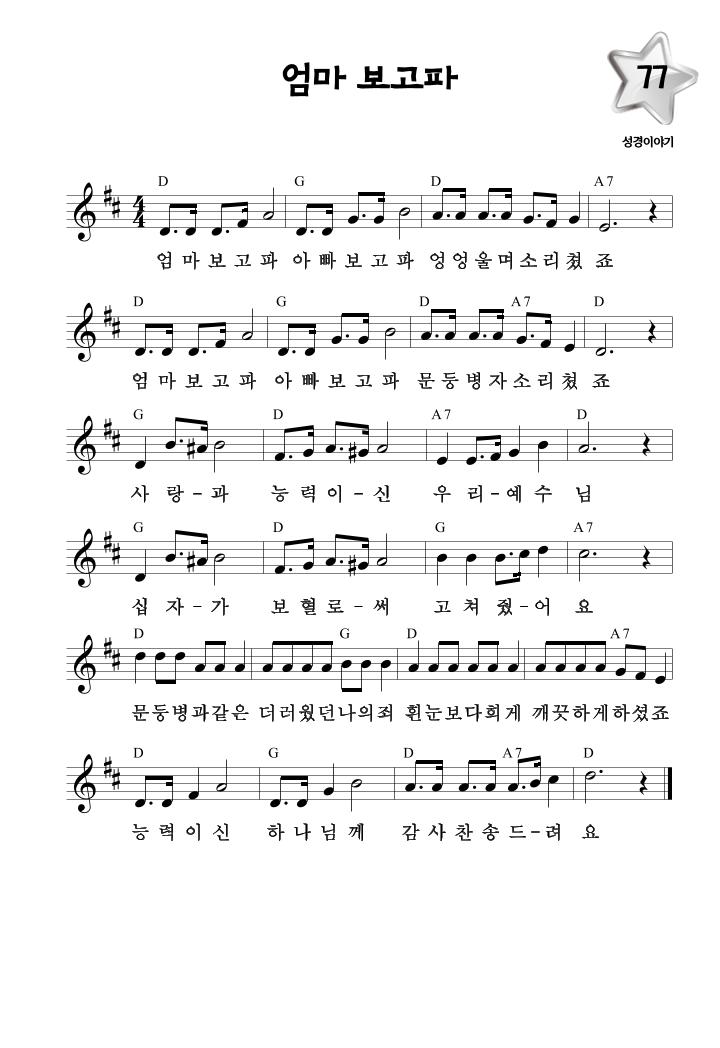 엄마 보고파
77
성경이야기
D G D A7
4 4
엄마보고파 아빠보고파 엉엉울며소리쳤죠
D G D A7 D
엄마보고파 아빠보고파 문둥병자소리쳤죠
G D A7 D
사랑-과 능력이-신 우리-예수님
G D G A7
십자-가 보혈로-써 고쳐줬-어요
D G D A7
문둥병과같은 더러웠던나의죄 흰눈보다희게 깨끗하게하셨죠
D G D A7 D
능력이신 하나님께 감사찬송드-려요